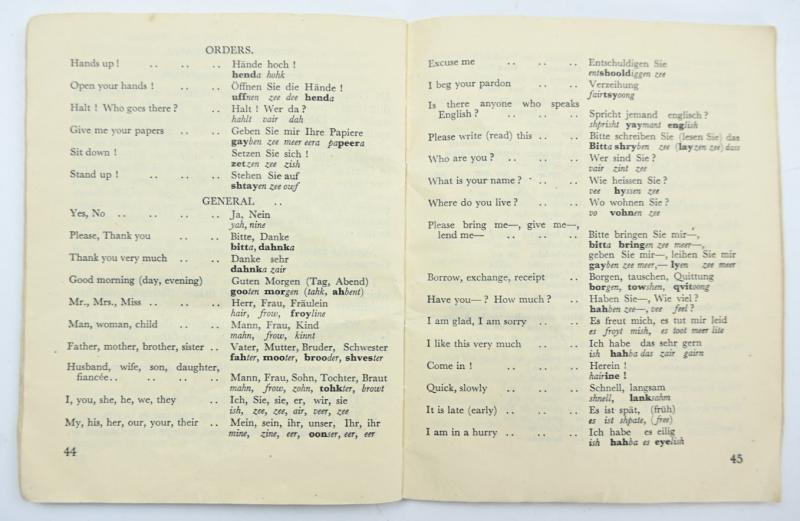 ORDERS.
Hands up ! .. .. .. Hände hoch !
henda hohk
Open your hands ! .. .. Öffnen Sie die Hände !
uffnen zee dee henda
Halt ! Who goes there ? .. Halt ! Wer da ?
hahlt vair dah
Give me your papers .. .. Geben Sie mir Ihre Papiere
gayben zee meer eera papeera
Sit down ! Setzen Sie sich !
zetzen zee zish
Stand up ! .. .. .. Stehen Sie auf
shtayen zee owf
GENERAL ..
Yes, No .. .. .. .. Ja, Nein
yah, nine
Please, Thank you .. .. Bitte, Danke
bitta, dahnka
Thank you very much .. .. Danke sehr
dahnka zair
Good morning (day, evening) Guten Morgen (Tag, Abend)
gooten morgen (tahk, ahbent)
Mr., Mrs., Miss .. .. .. Herr, Frau, Fräulein
hair, frow, froyline
Man, woman, child .. .. Mann, Frau, Kind
mahn, frow, kinnt
Father, mother, brother, sister .. Vater, Mutter, Bruder, Schwester
fahter, mooter, brooder, shvester
Husband, wife, son, daughter,
fiancée .. .. .. .. Mann, Frau, Sohn, Tochter, Braut
mahn, frow, zohn, tohkter, browt
I, you, she, he, we, they .. Ich, Sie, sie, er, wir, sie
ish, zee, zee, air, veer, zee
My, his, her, our, your, their .. Mein, sein, ihr, unser, Ihr, ihr
mine, zine, eer, oonser, eer, eer
44
Excuse me .. .. .. Entschuldigen Sie
entshooldiggen zee
I beg your pardon .. .. Verzeihung
fairtsyoong
Is there anyone who speaks
English ? .. .. .. Spricht jemand englisch ?
shprisht yaymant english
Please write (read) this .. .. Bitte schreiben Sie (lesen Sie) das
Bitta shryben zee (layzen zee) dass
Who are you ? .. .. .. Wer sind Sie ?
vair zint zee
What is your name ? .. .. Wie heissen Sie ?
vee hyssen zee
Where do you live ? .. .. Wo wohnen Sie ?
vo vohnen zee
Please bring me—, give me—,
lend me— .. .. .. Bitte bringen Sie mir—,
bitta bringen zee meer—,
geben Sie mir—, leihen Sie mir
gayben zee meer,— lyen zee meer
Borrow, exchange, receipt .. Borgen, tauschen, Quittung
borgen, towshen, qvitoong
Have you— ? How much ? .. Haben Sie—, Wie viel ?
hahben zee—, vee feel ?
I am glad, I am sorry .. .. Es freut mich, es tut mir leid
es froyt mish, es toot meer lite
I like this very much .. .. Ich habe das sehr gern
ish hahba das zair gairn
Come in ! .. .. .. Herein !
hairine !
Quick, slowly .. .. Schnell, langsam
shnell, lanksahm
It is late (early) .. .. .. Es ist spät, (früh)
es ist shpate, (free)
I am in a hurry .. .. .. Ich habe es eilig
ish hahba es eyelish
45